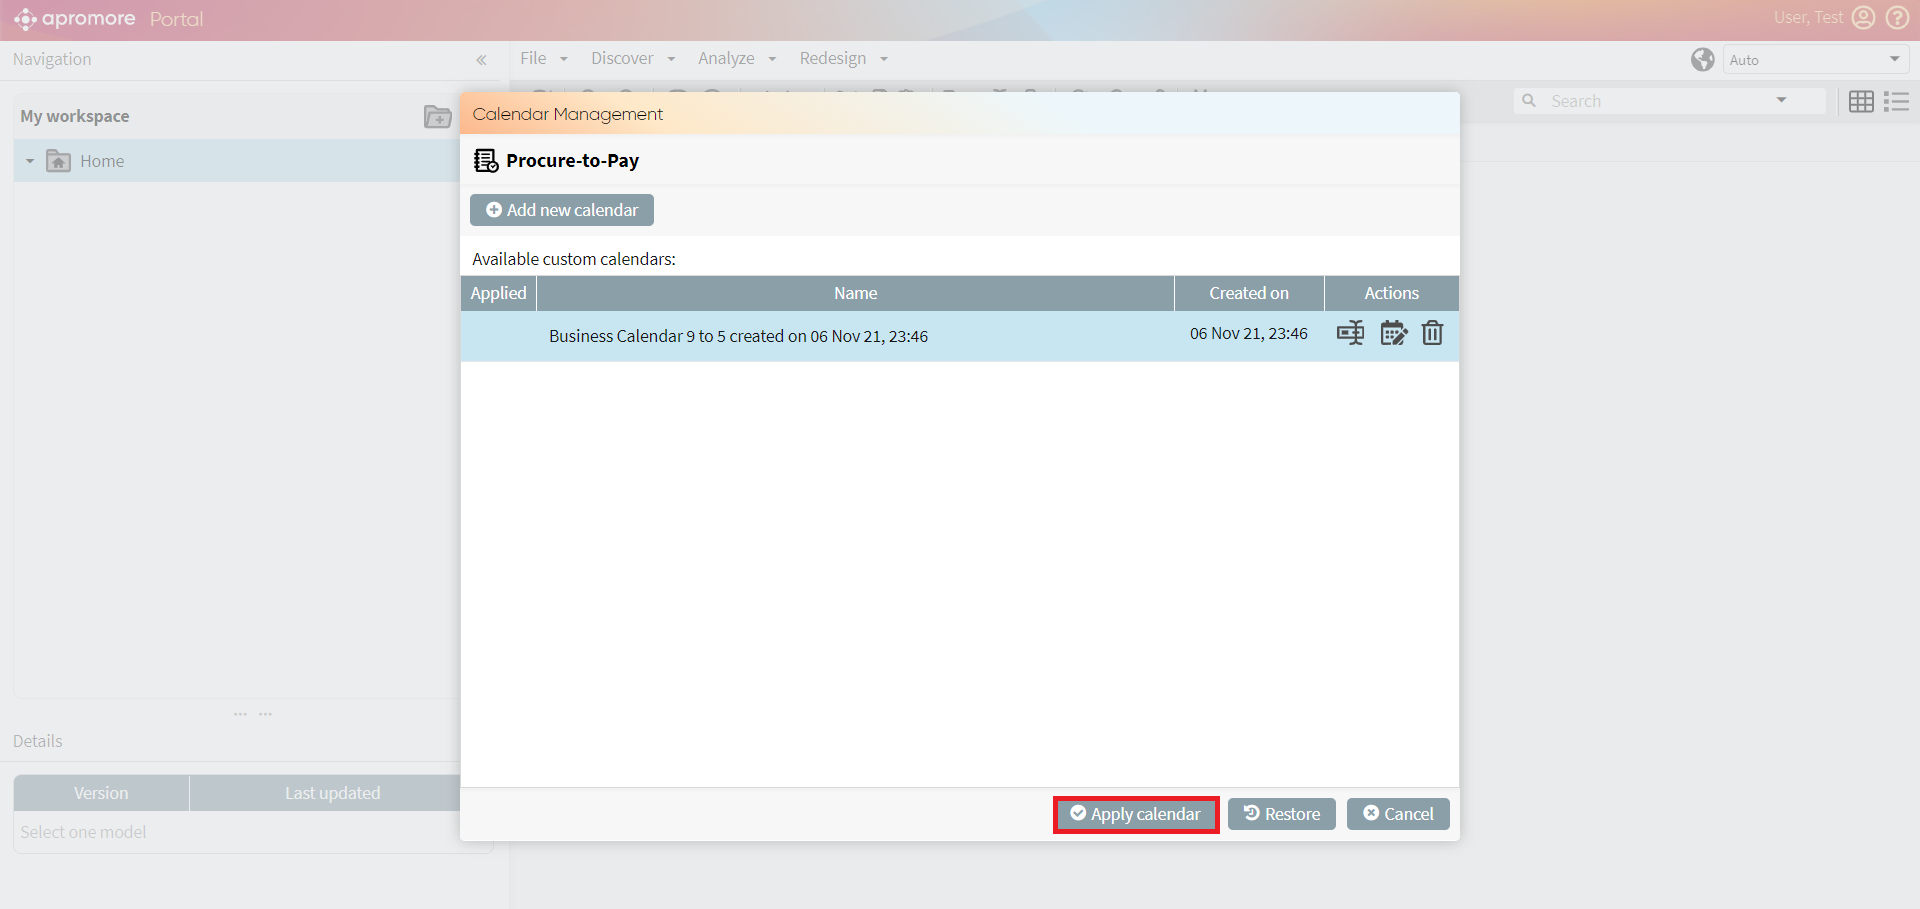 apromore Portal
User, Test
Navigation
File
Discover
Analyze
Redesign
Auto
My workspace
Search
Home
Calendar Management
Procure-to-Pay
Add new calendar
Available custom calendars:
Applied
Name
Created on
Actions
Business Calendar 9 to 5 created on 06 Nov 21, 23:46
06 Nov 21, 23:46
Details
Version
Last updated
Select one model
Apply calendar
Restore
Cancel